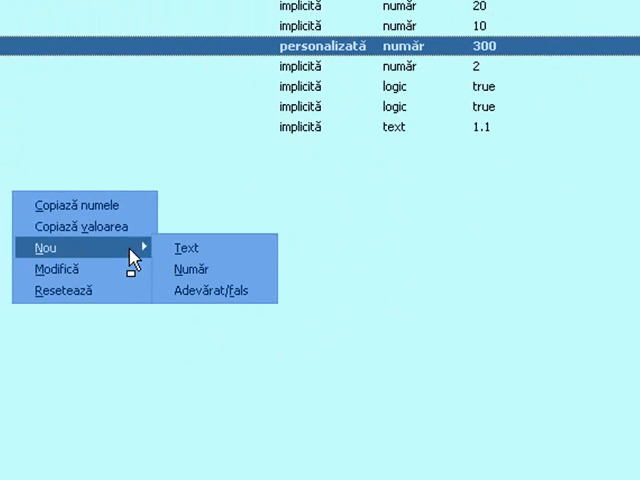 implicită număr 20
implicită număr 10
personalizată număr 300
implicită număr 2
implicită logic true
implicită logic true
implicită text 1.1
Copiază numele
Copiază valoarea
Nou Text
Modifică Număr
Resetează Adevărat/fals